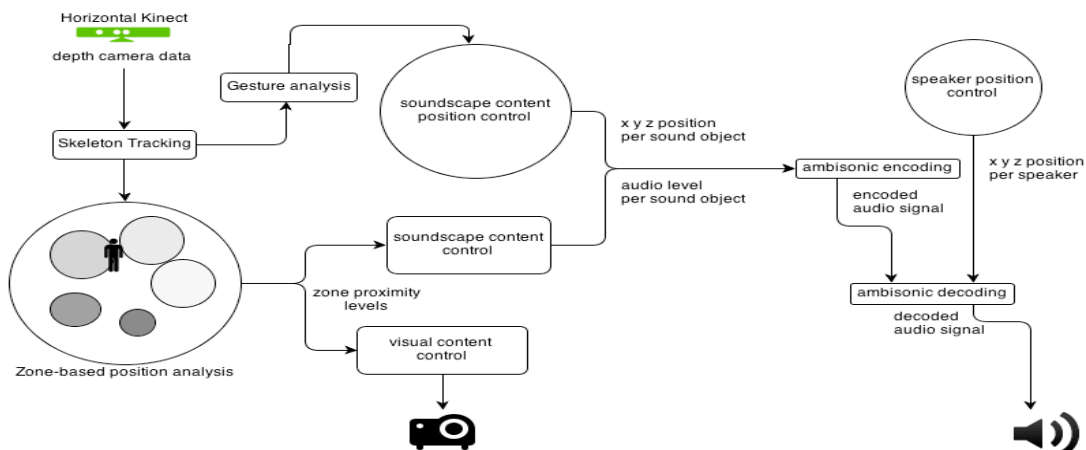 Horizontal Kinect
depth camera data
Gesture analysis
Skeleton Tracking
soundscape content
position control
speaker position
control
x y z position
per sound object
audio level
per sound object
ambisonic encoding
x y z position
per speaker
encoded
audio signal
soundscape content
control
zone proximity
levels
ambisonic decoding
decoded
audio signal
visual content
control
Zone-based position analysis